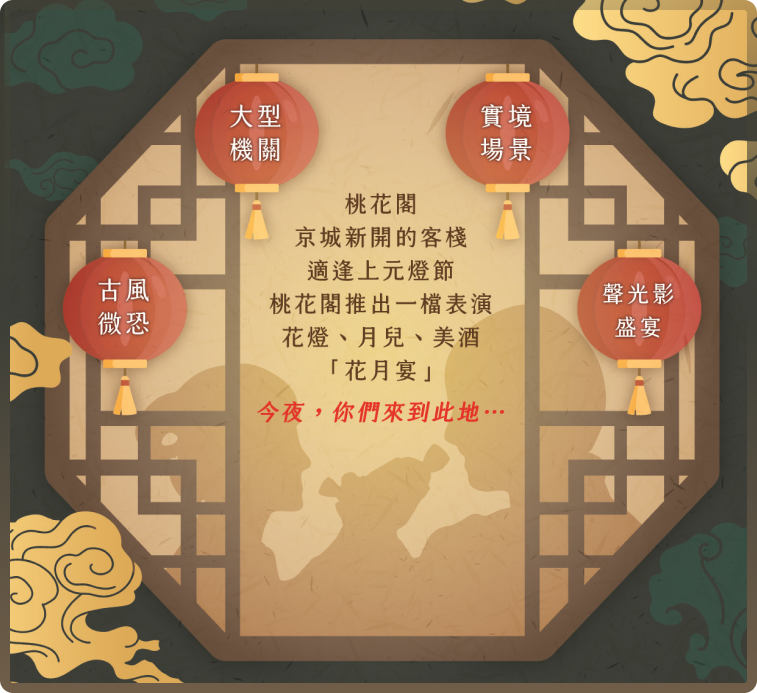 大型
機關
實境
場景
古風
微恐
聲光影
盛宴
桃花閣
京城新開的客棧
適逢上元燈節
桃花閣推出一檔表演
花燈、月兒、美酒
「花月宴」
今夜，你們來到此地…